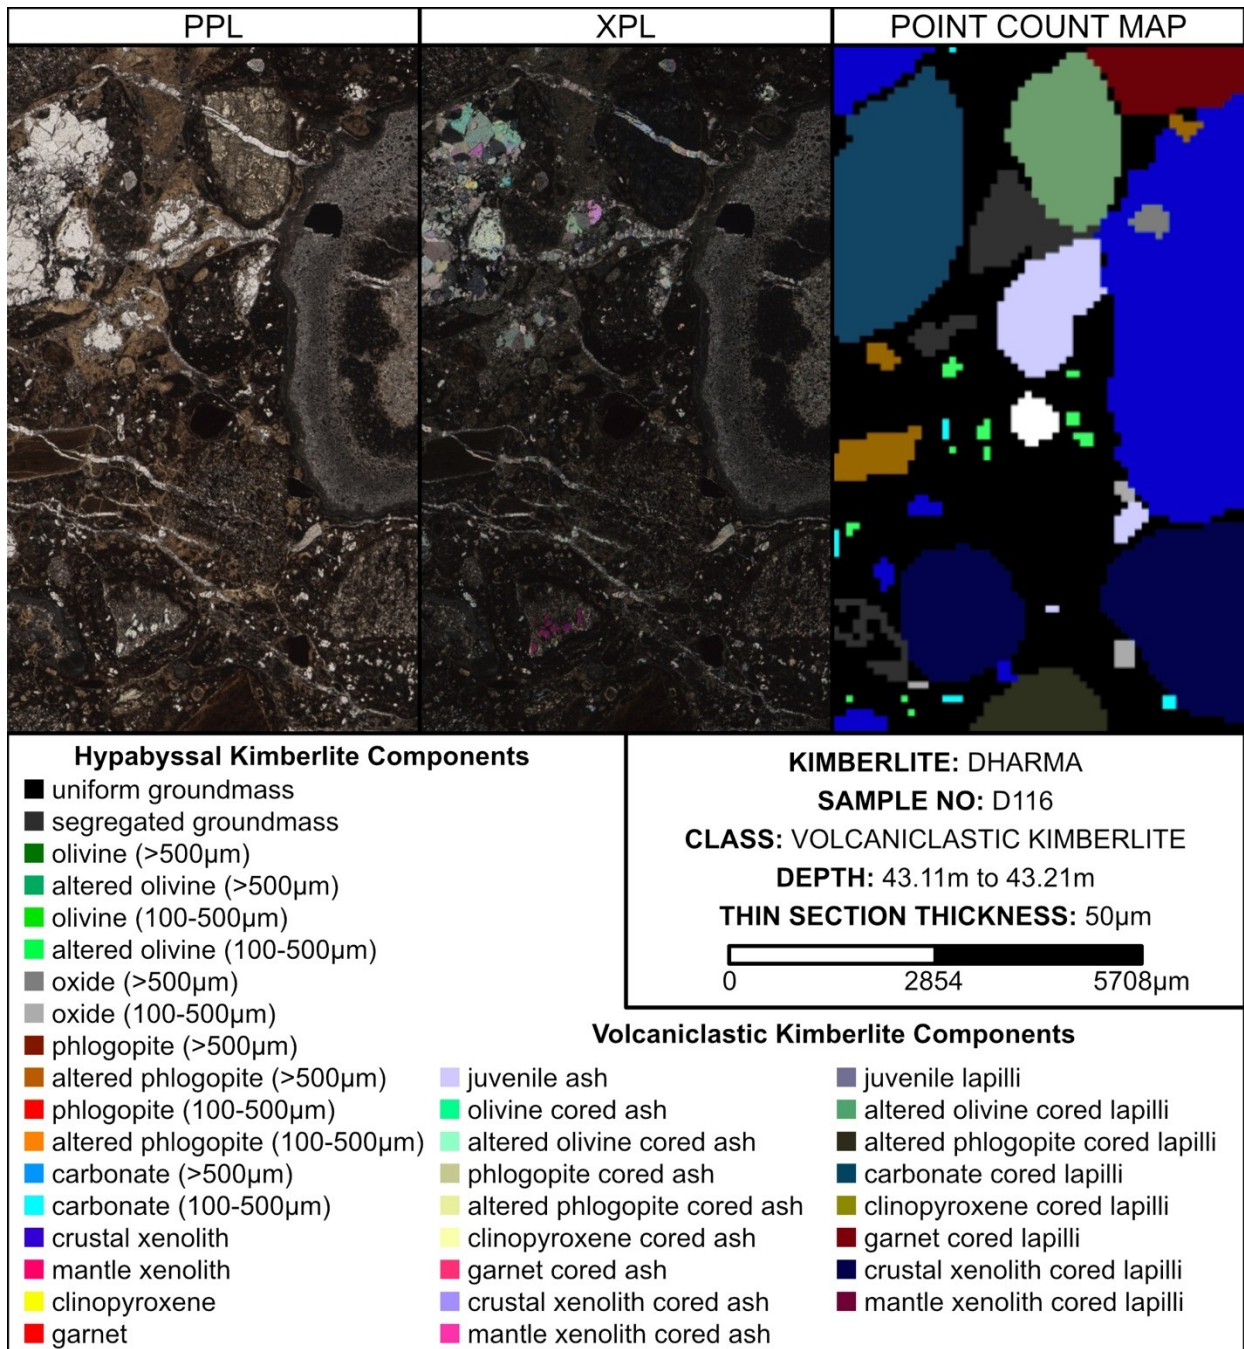 PPL
XPL
POINT COUNT MAP
Hypabyssal Kimberlite Components
uniform groundmass
segregated groundmass
olivine (>500µm)
altered olivine (>500µm)
olivine (100-500µm)
altered olivine (100-500µm)
oxide (>500µm)
oxide (100-500µm)
phlogopite (>500µm)
altered phlogopite (>500µm)
phlogopite (100-500µm)
altered phlogopite (100-500µm)
carbonate (>500µm)
carbonate (100-500µm)
crustal xenolith
mantle xenolith
clinopyroxene
garnet
KIMBERLITE: DHARMA
SAMPLE NO: D116
CLASS: VOLCANICLASTIC KIMBERLITE
DEPTH: 43.11m to 43.21m
THIN SECTION THICKNESS: 50µm
0 2854 5708µm
Volcaniclastic Kimberlite Components
juvenile ash
olivine cored ash
altered olivine cored ash
phlogopite cored ash
altered phlogopite cored ash
clinopyroxene cored ash
garnet cored ash
crustal xenolith cored ash
mantle xenolith cored ash
juvenile lapilli
altered olivine cored lapilli
altered phlogopite cored lapilli
carbonate cored lapilli
clinopyroxene cored lapilli
garnet cored lapilli
crustal xenolith cored lapilli
mantle xenolith cored lapilli